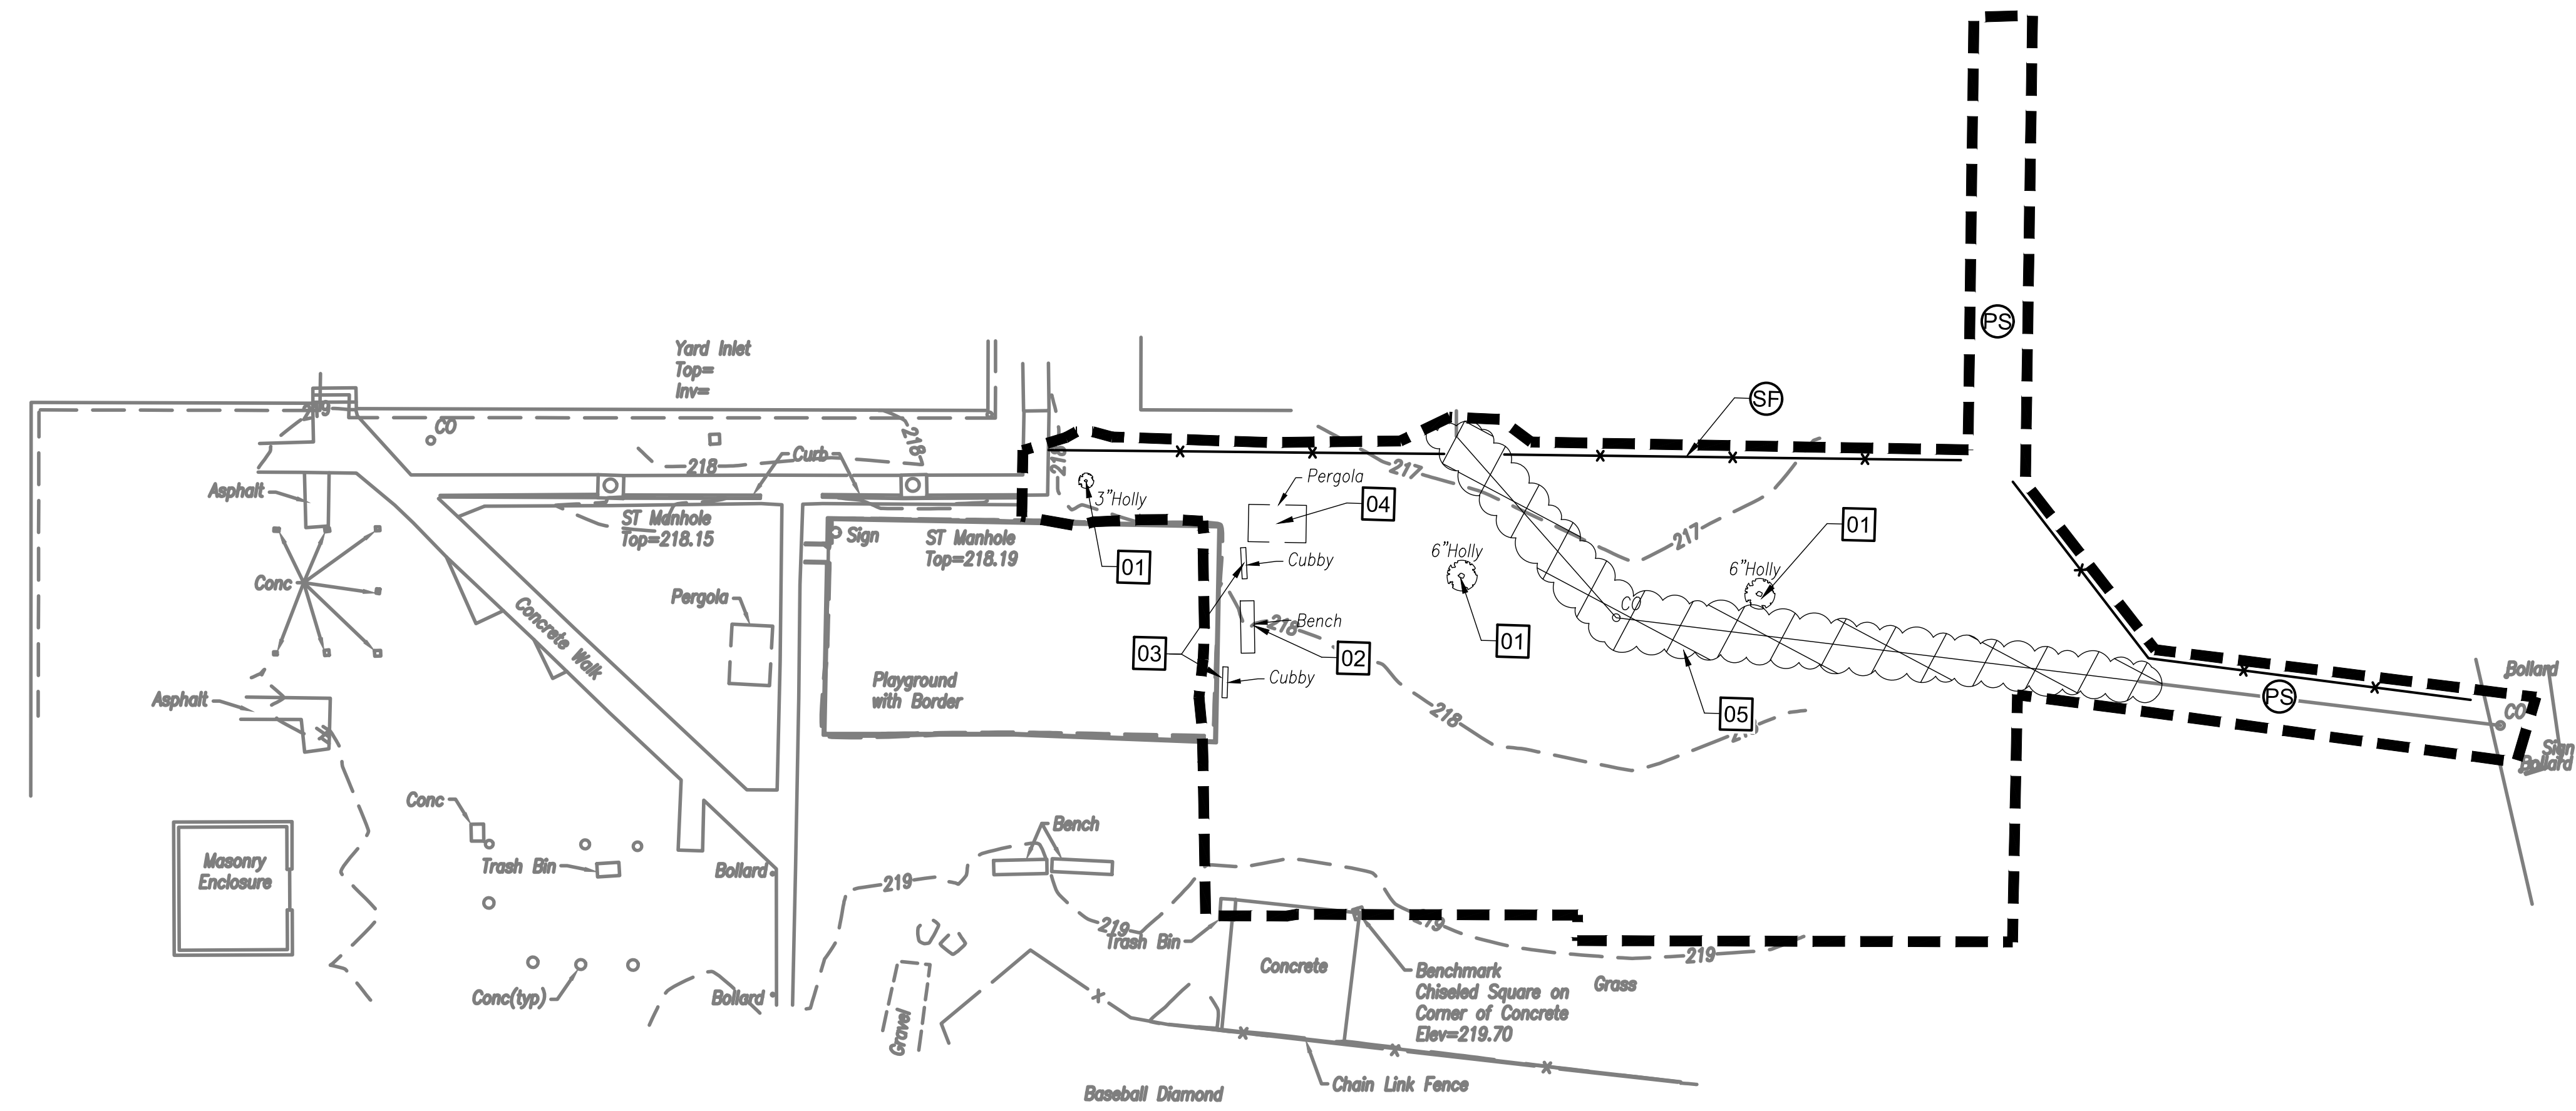 PS
Yard Inlet
Top=
Inv=
SF
219
CO
218
218
218
Curb
217
Pergola
04
Asphalt
3"Holly
ST Manhole
Top=218.15
Sign
ST Manhole
Top=218.19
01
217
01
6"Holly
6"Holly
Cubby
01
Conc
Pergola
CO
Concrete Walk
218
Bench
03
02
Cubby
Playground
with Border
Bollard
PS
Asphalt
218
05
CO
Sign
Bollard
Conc
Bench
Masonry
Enclosure
Trash Bin
Bollard
219
219
Trash Bin
219
219
Concrete
Benchmark
Chiseled Square on
Corner of Concrete
Elev=219.70
Grass
Conc(typ)
Bollard
Gravel
Chain Link Fence
Baseball Diamond